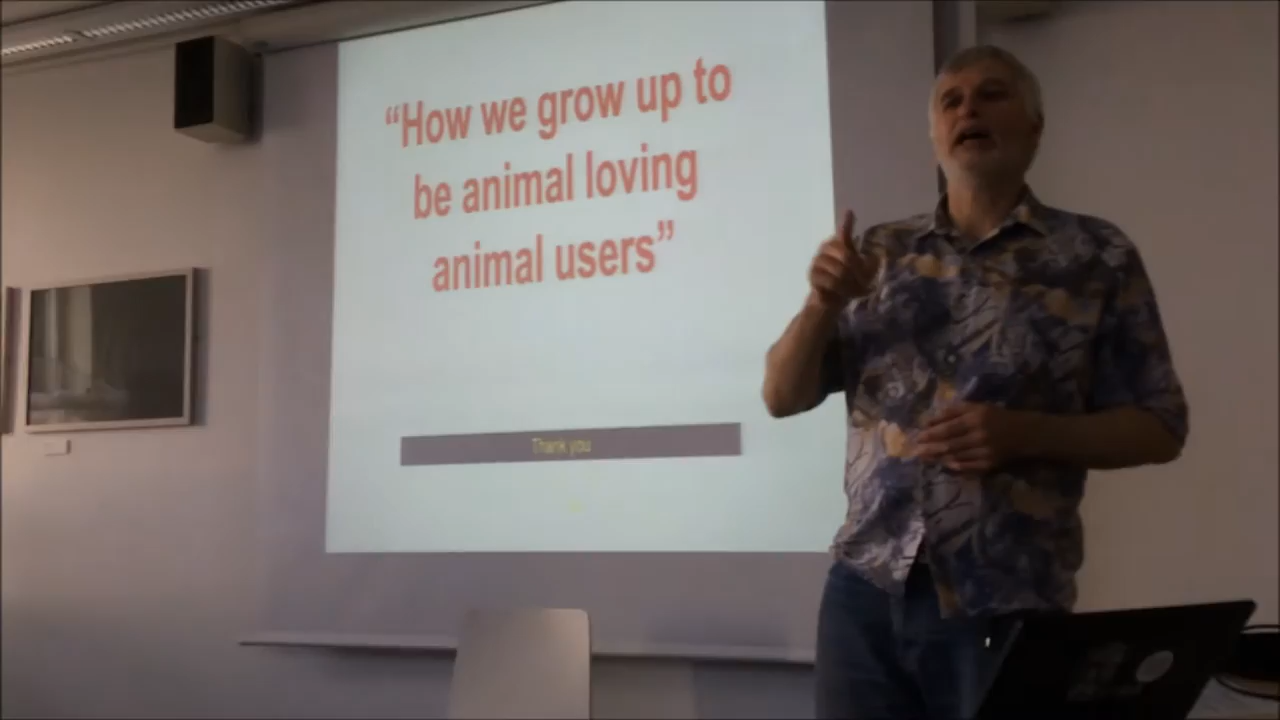 “How we grow up to
be animal loving
animal users”
Thank you